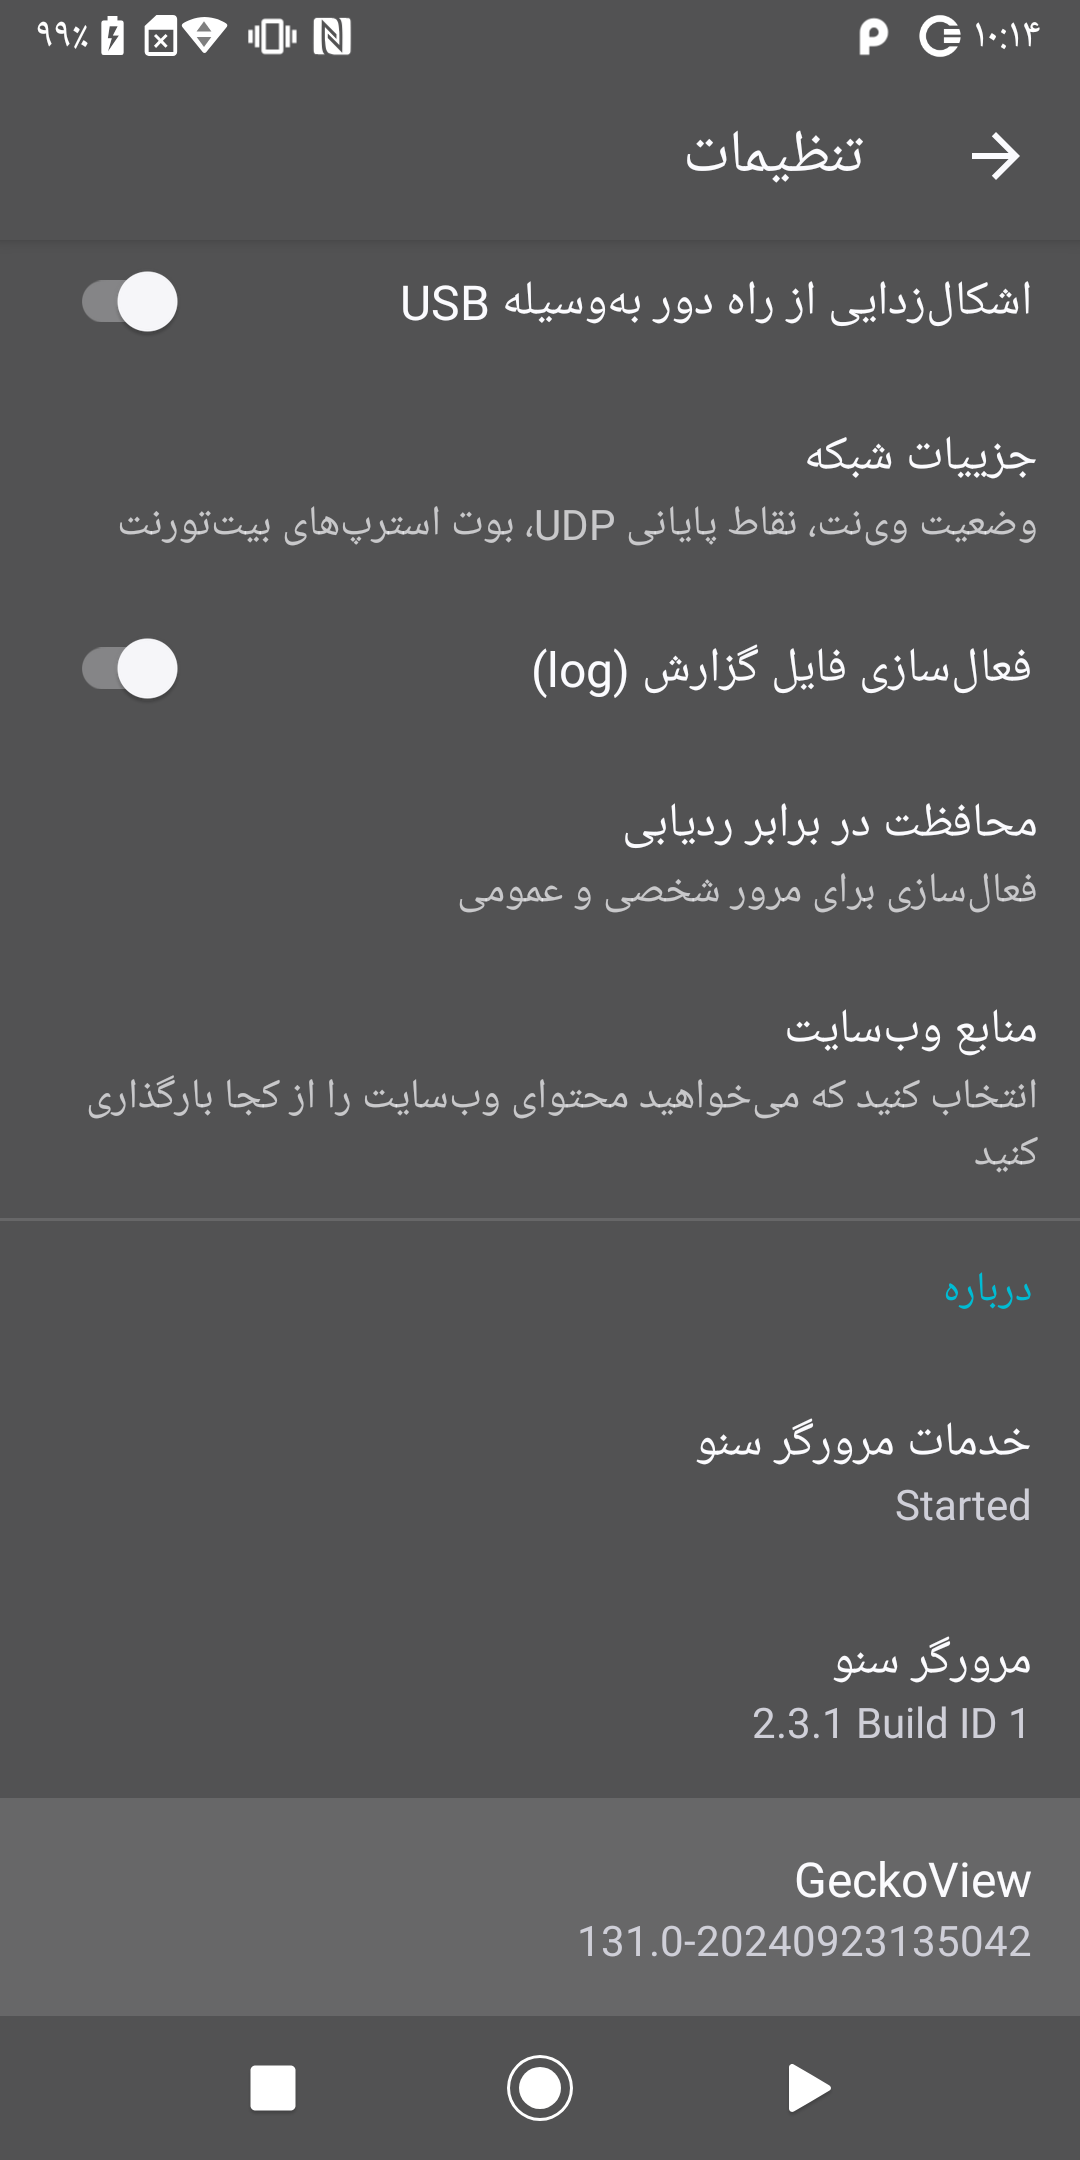 ۹۹٪ ۱۰:۱۴
تنظیمات
اشکال‌زدایی از راه دور به‌وسیله USB
جزییات شبکه
وضعیت وی‌نت، نقاط پایانی UDP، بوت استرپ‌های بیت‌تورنت
فعال‌سازی فایل گزارش (log)
محافظت در برابر ردیابی
فعال‌سازی برای مرور شخصی و عمومی
منابع وب‌سایت
انتخاب کنید که می‌خواهید محتوای وب‌سایت را از کجا بارگذاری
کنید
درباره
خدمات مرورگر سنو
Started
مرورگر سنو
2.3.1 Build ID 1
GeckoView
131.0-20240923135042